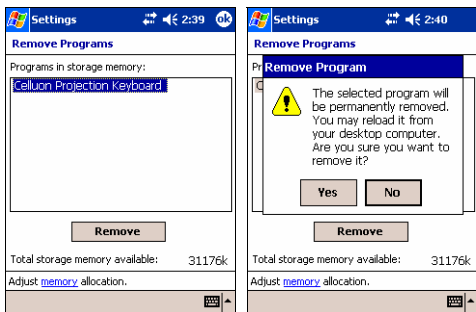 Settings 2:39 ok
Remove Programs
Programs in storage memory:
Celluon Projection Keyboard
Remove
Total storage memory available: 31176k
Adjust memory allocation.
Settings 2:40
Remove Programs
Pr
Remove Program
The selected program will
be permanently removed.
You may reload it from
your desktop computer.
Are you sure you want to
remove it?
Yes No
Remove
Total storage memory available: 31176k
Adjust memory allocation.